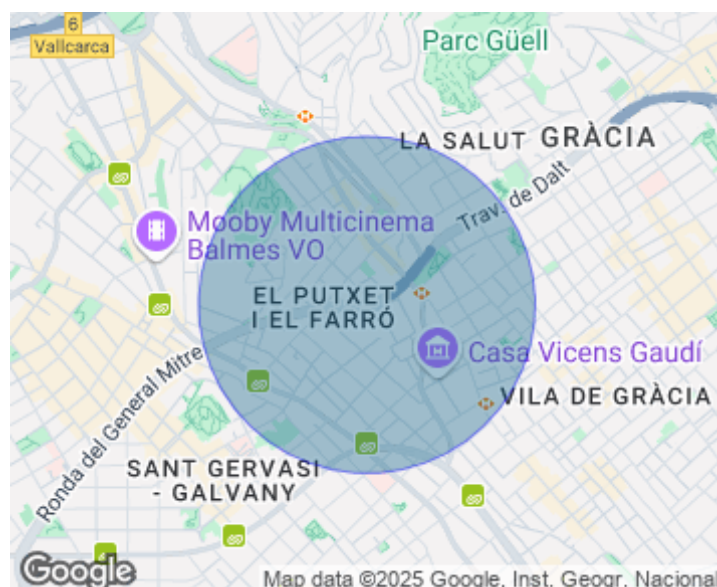 6
Vallcarca
Parc Güell
LA SALUT
GRÀCIA
Trav. de Dalt
Mooby Multicinema
Balmes VO
EL PUTXET
I EL FARRÓ
Casa Vicens Gaudí
Ronda del General Mitre
VILA DE GRÀCIA
SANT GERVASI
- GALVANY
Google
Map data ©2025 Google, Inst. Geogr. Nacional